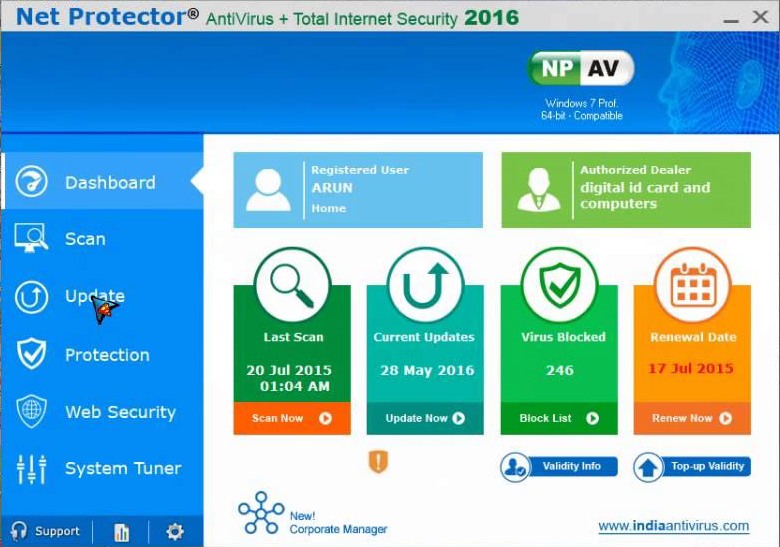 Net Protector® AntiVirus + Total Internet Security 2016
NP AV
Windows 7 Prof.
64-bit - Compatible
Dashboard
Scan
Update
Protection
Web Security
System Tuner
Support
Registered User
ARUN
Home
Authorized Dealer
digital id card and
computers
Last Scan
20 Jul 2015
01:04 AM
Scan Now
Current Updates
28 May 2016
Update Now
Virus Blocked
246
Block List
Renewal Date
17 Jul 2015
Renew Now
Validity Info
Top-up Validity
New!
Corporate Manager
www.indiaantivirus.com